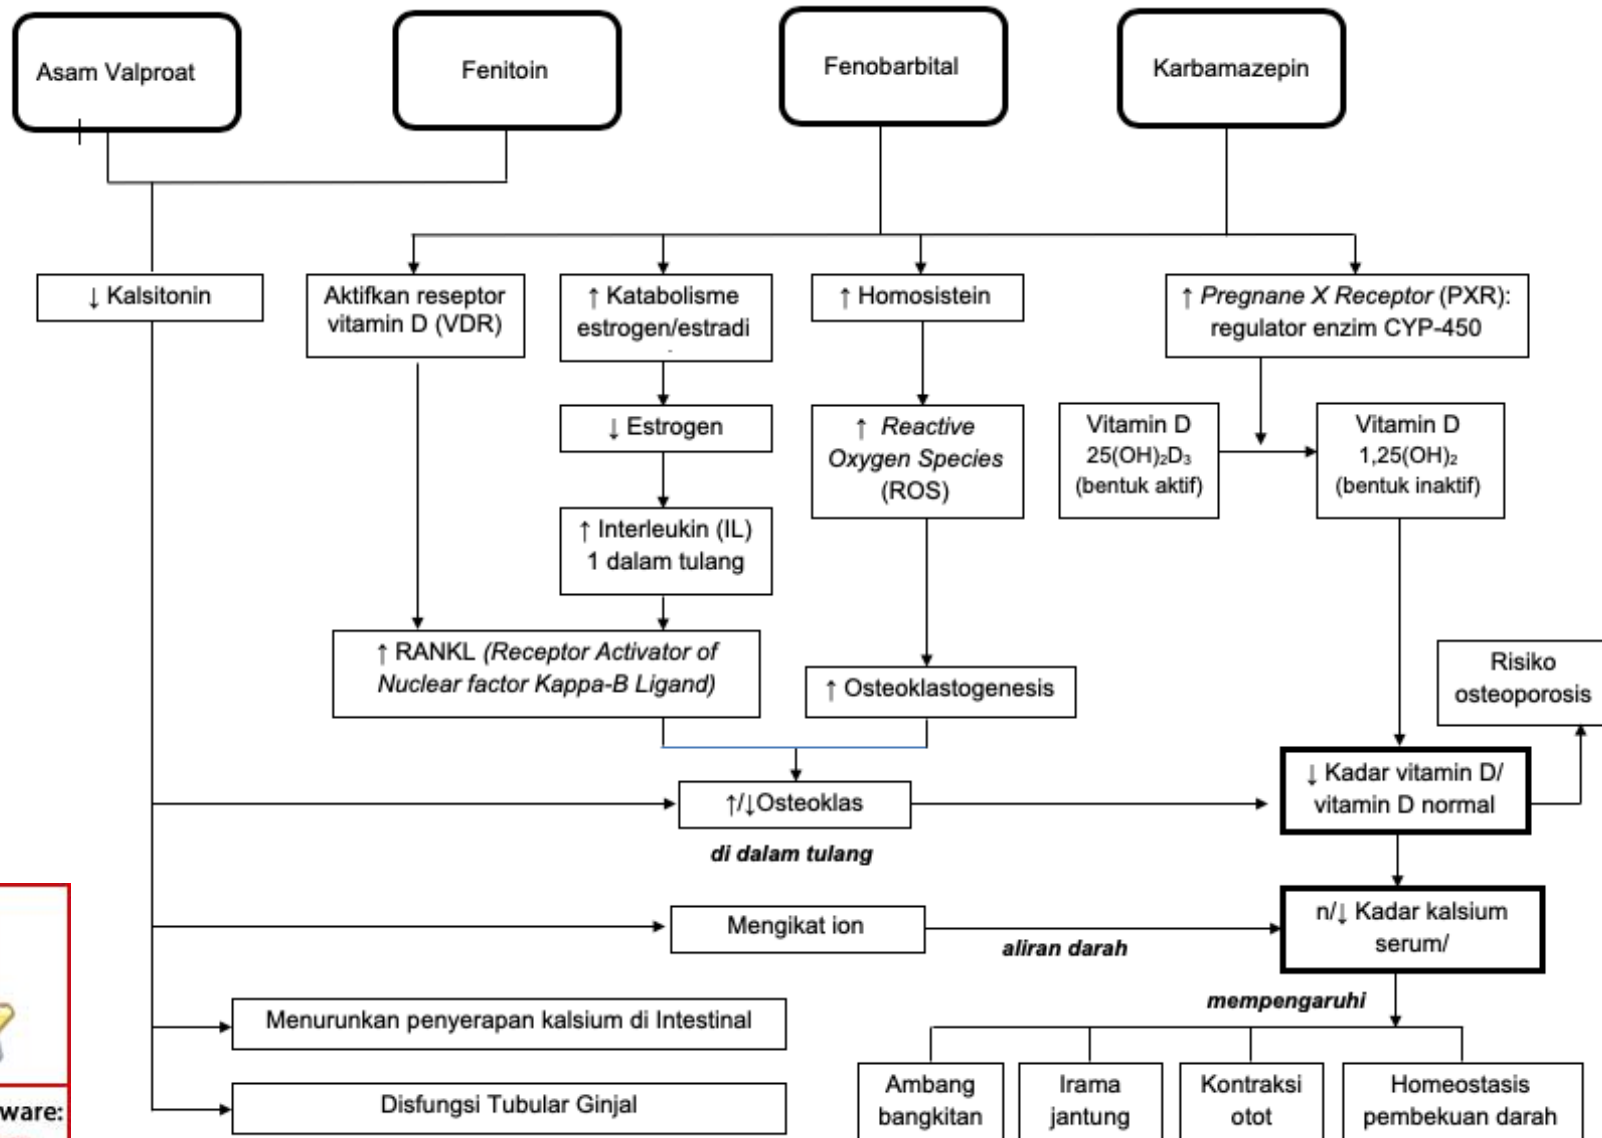 Asam Valproat
Fenitoin
Fenobarbital
Karbamazepin
↓ Kalsitonin
Aktifkan reseptor
vitamin D (VDR)
↑ Katabolisme
estrogen/estradi
↑ Homosistein
↑ Pregnane X Receptor (PXR):
regulator enzim CYP-450
↓ Estrogen
↑ Reactive
Oxygen Species
(ROS)
Vitamin D
25(OH)₂D₃
(bentuk aktif)
Vitamin D
1,25(OH)₂
(bentuk inaktif)
↑ Interleukin (IL)
1 dalam tulang
↑ RANKL (Receptor Activator of
Nuclear factor Kappa-B Ligand)
↑ Osteoklastogenesis
Risiko
osteoporosis
↑/↓Osteoklas
di dalam tulang
↓ Kadar vitamin D/
vitamin D normal
Mengikat ion
aliran darah
n/↓ Kadar kalsium
serum/
mempengaruhi
Menurunkan penyerapan kalsium di Intestinal
Disfungsi Tubular Ginjal
Ambang
bangkitan
Irama
jantung
Kontraksi
otot
Homeostasis
pembekuan darah
ware: